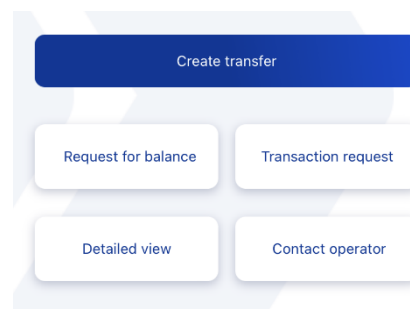 Create transfer
Request for balance
Transaction request
Detailed view
Contact operator